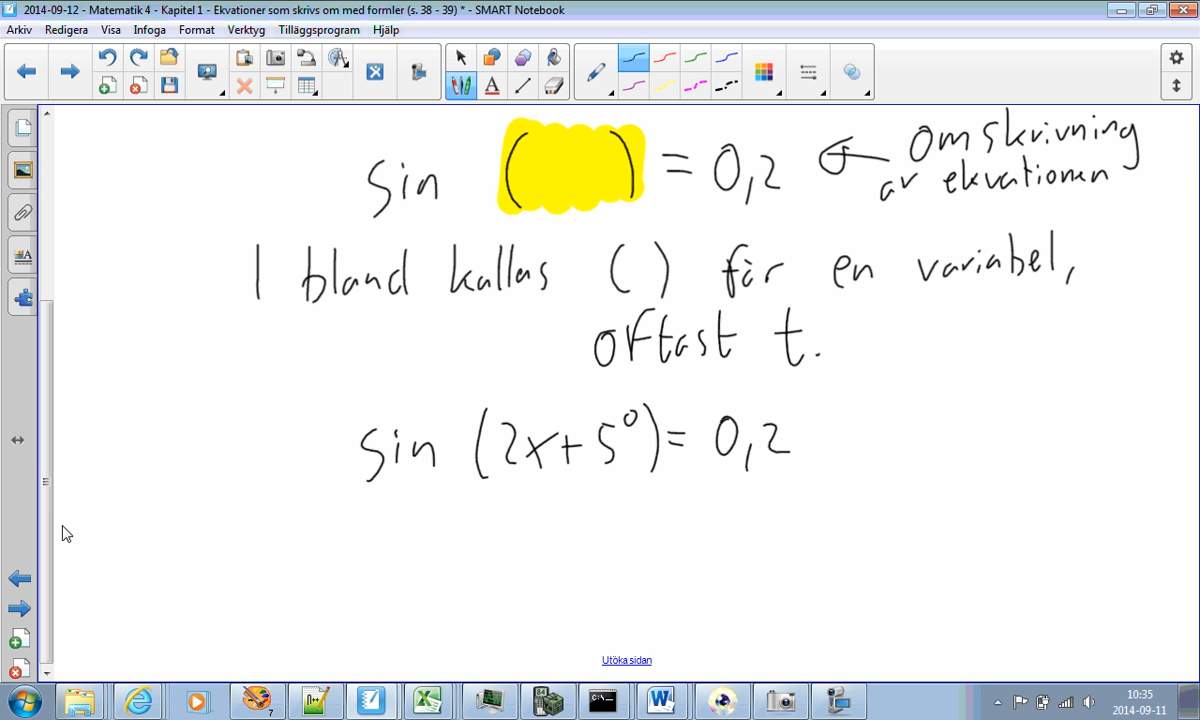 2014-09-12 - Matematik 4 - Kapitel 1 - Ekvationer som skrivs om med formler (s. 38 - 39) * - SMART Notebook
Arkiv Redigera Visa Infoga Format Verktyg Tilläggsprogram Hjälp
sin ( ) = 0,2 ← omskrivning
av ekvationen
I bland kallas ( ) för en variabel,
oftast t.
sin (2x+5°)= 0,2
Utöka sidan
10:35
2014-09-11